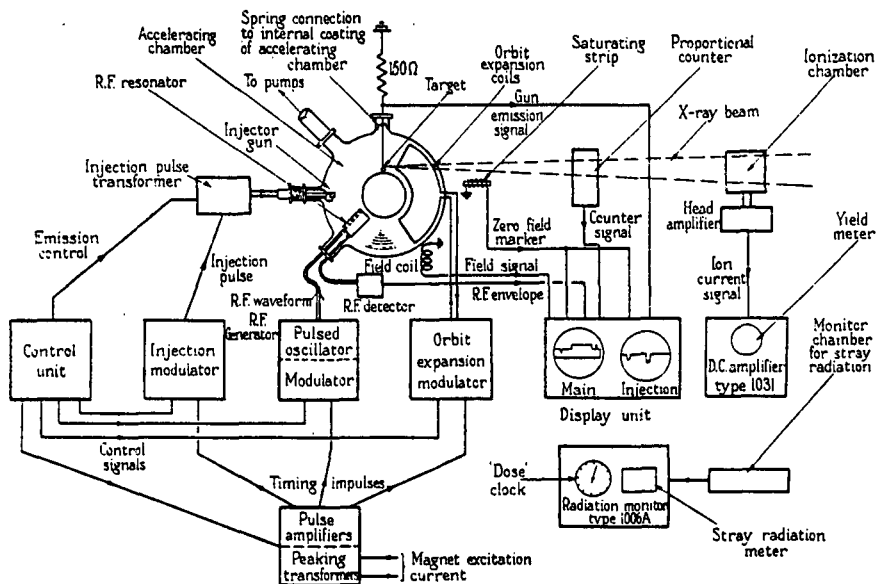 Spring connection
to internal coating
of accelerating
chamber
Accelerating
chamber
R.F. resonator
To pumps
Injector
gun
Injection pulse
transformer
150Ω
Target
Orbit
expansion
coils
Saturating
strip
Proportional
counter
Ionization
chamber
Gun
emission
signal
X-ray beam
Head
amplifier
Yield
meter
Emission
control
Injection
pulse
Zero field
marker
Counter
signal
Field coil
Field signal
Ion
current
signal
R.F. waveform
R.F. detector
R.F. envelope
R.F.
Generator
Control
unit
Injection
modulator
Pulsed
oscillator
Modulator
Orbit
expansion
modulator
Main
Injection
Display unit
D.C. amplifier
type 1031
Monitor
chamber
for stray
radiation
Control
signals
Timing impulses
'Dose'
clock
Radiation monitor
type 1006A
Stray radiation
meter
Pulse
amplifiers
Peaking
transformers
Magnet excitation
current